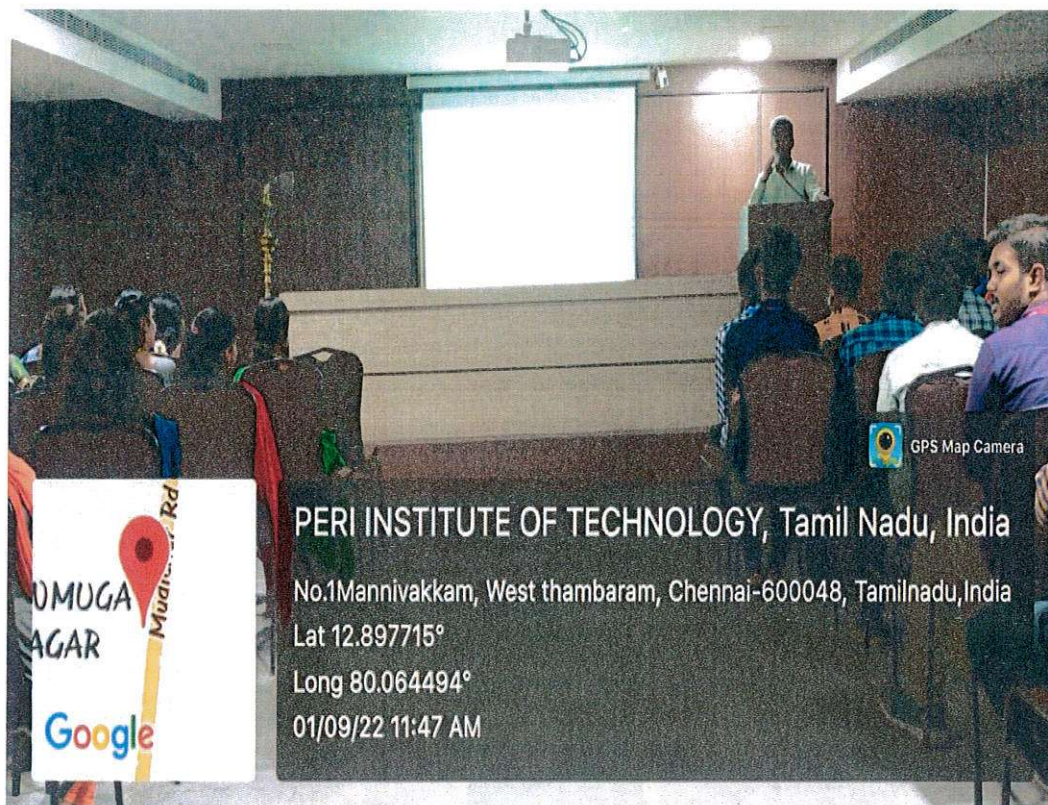 GPS Map Camera
PERI INSTITUTE OF TECHNOLOGY, Tamil Nadu, India
No.1Mannivakkam, West thambaram, Chennai-600048, Tamilnadu,India
Lat 12.897715°
Long 80.064494°
01/09/22 11:47 AM
UMUGA
AGAR
Rd
Google